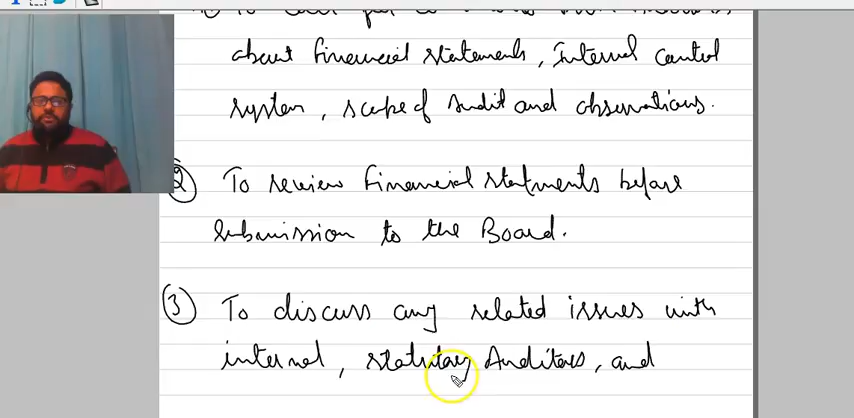 about Financial statements, Internal Control
system, scope of Audit and observations.
② To review Financial statements before
submission to the Board.
③ To discuss any related issues with
internal, statutory Auditors, and